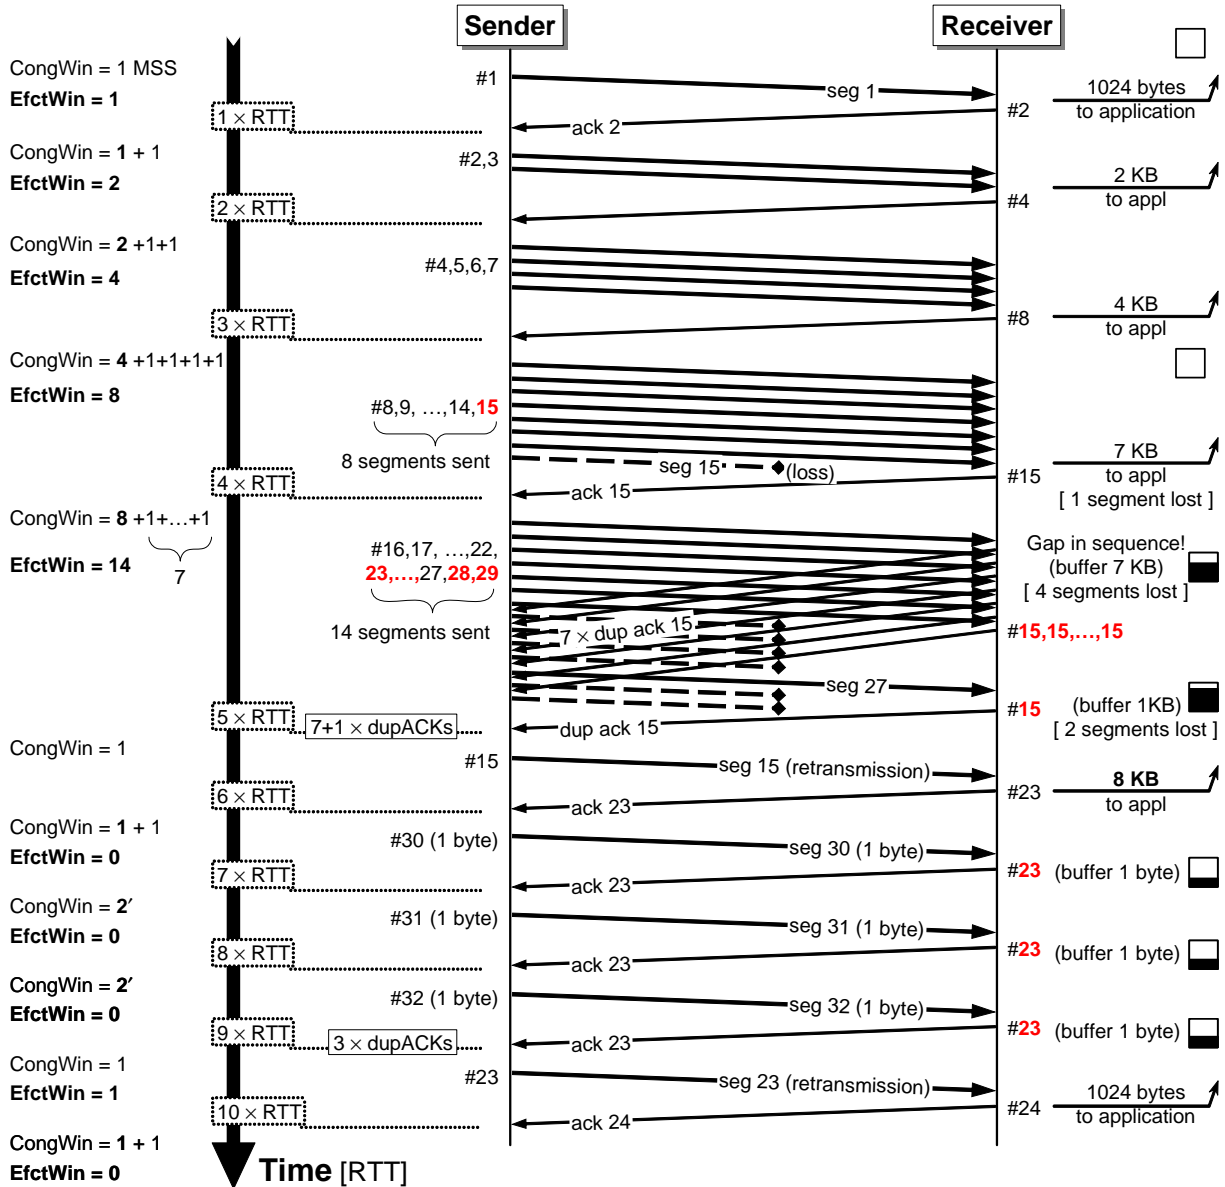 Sender
Receiver
CongWin = 1 MSS
EfctWin = 1
#1
seg 1
1024 bytes
to application
1 × RTT
ack 2
#2
CongWin = 1 + 1
EfctWin = 2
#2,3
2 KB
to appl
2 × RTT
#4
CongWin = 2 +1+1
EfctWin = 4
#4,5,6,7
4 KB
to appl
3 × RTT
#8
CongWin = 4 +1+1+1+1
EfctWin = 8
#8,9, …,14,15
8 segments sent
seg 15
(loss)
7 KB
to appl
[ 1 segment lost ]
4 × RTT
ack 15
#15
CongWin = 8 +1+…+1
7
EfctWin = 14
#16,17, …,22,
23,…,27,28,29
14 segments sent
Gap in sequence!
(buffer 7 KB)
[ 4 segments lost ]
7 × dup ack 15
#15,15,…,15
seg 27
5 × RTT
7+1 × dupACKs
dup ack 15
#15
(buffer 1KB)
[ 2 segments lost ]
CongWin = 1
#15
seg 15 (retransmission)
8 KB
to appl
6 × RTT
ack 23
#23
CongWin = 1 + 1
EfctWin = 0
#30 (1 byte)
seg 30 (1 byte)
7 × RTT
ack 23
#23 (buffer 1 byte)
CongWin = 2′
EfctWin = 0
#31 (1 byte)
seg 31 (1 byte)
8 × RTT
ack 23
#23 (buffer 1 byte)
CongWin = 2′
EfctWin = 0
#32 (1 byte)
seg 32 (1 byte)
9 × RTT
3 × dupACKs
ack 23
#23 (buffer 1 byte)
CongWin = 1
EfctWin = 1
#23
seg 23 (retransmission)
1024 bytes
to application
10 × RTT
ack 24
#24
CongWin = 1 + 1
EfctWin = 0
Time [RTT]